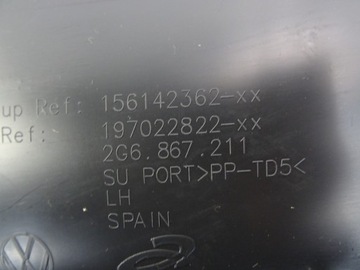 up Ref: 156142362-xx
Ref: 197022822-xx
2G6.867.211
SU PORT>PP-TD5<
LH
SPAIN